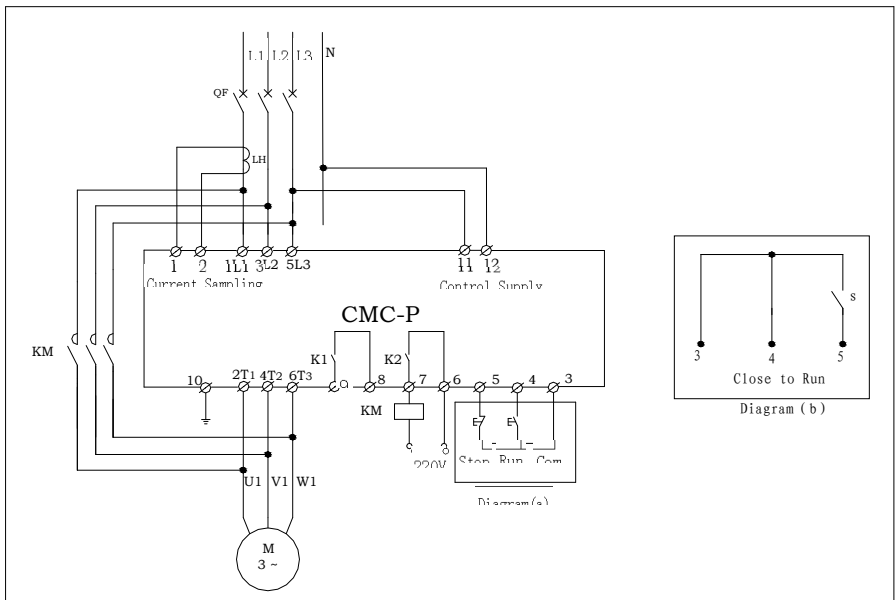 L1 L2 L3 N
QF
LH
1 2 1L1 3L2 5L3 11 12
Current Sampling Control Supply
CMC-P
KM
K1 K2
10 2T1 4T2 6T3 8 7 6 5 4 3
KM
220V
Stop Run Com
Diagram(a)
U1 V1 W1
M
3 ~
S
3 4 5
Close to Run
Diagram (b)